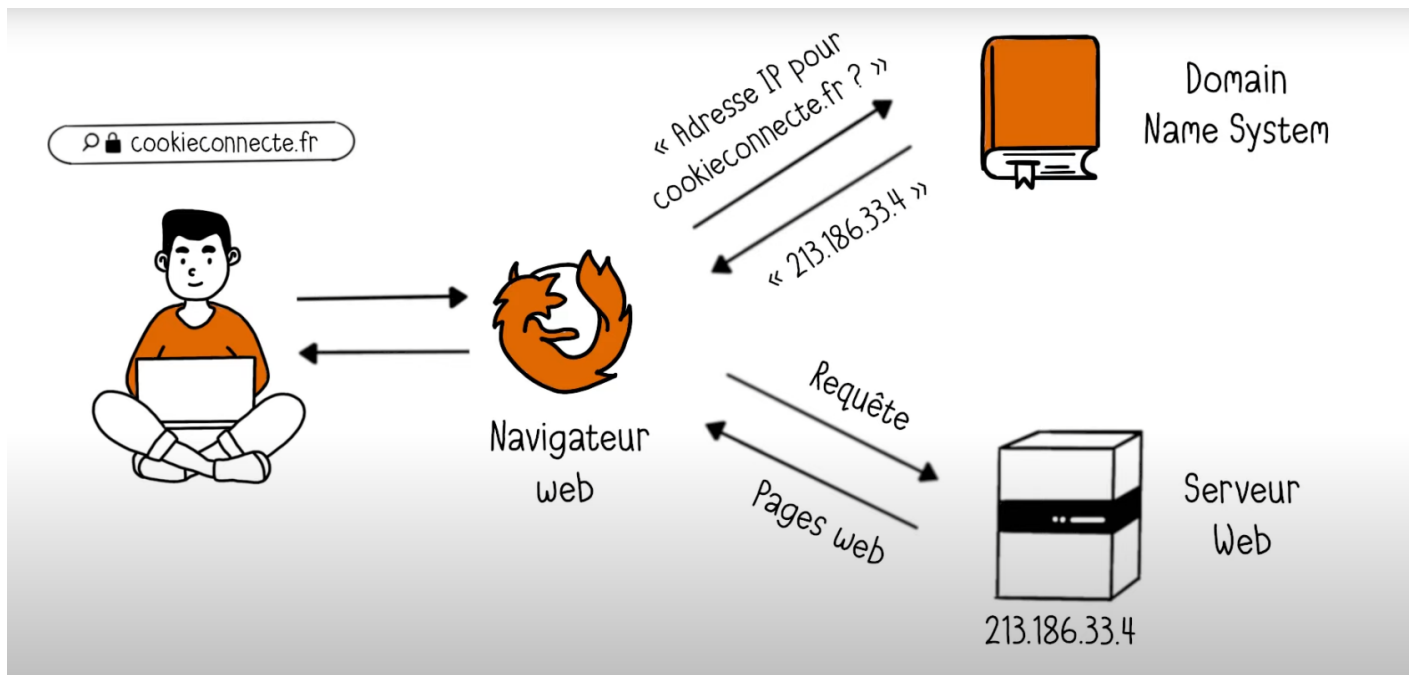 cookieconnecte.fr
« Adresse IP pour
cookieconnecte.fr ? »
« 213.186.33.4 »
Domain
Name System
Navigateur
web
Requête
Pages web
Serveur
Web
213.186.33.4